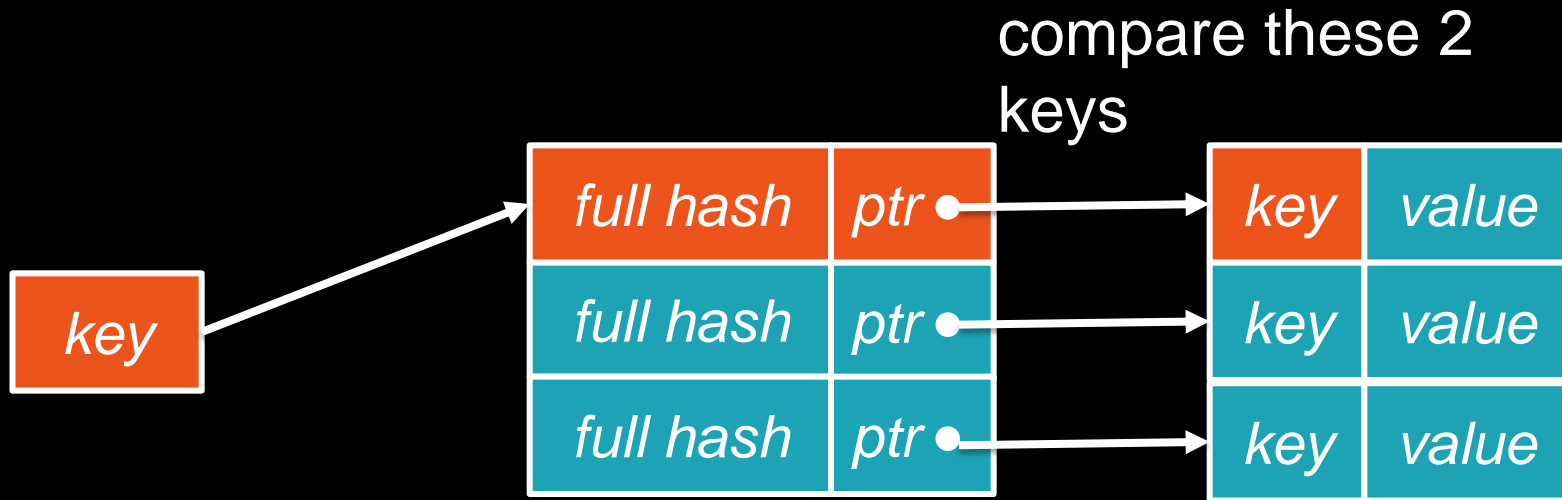 compare these 2
keys
full hash ptr key value
key
full hash ptr key value
full hash ptr key value